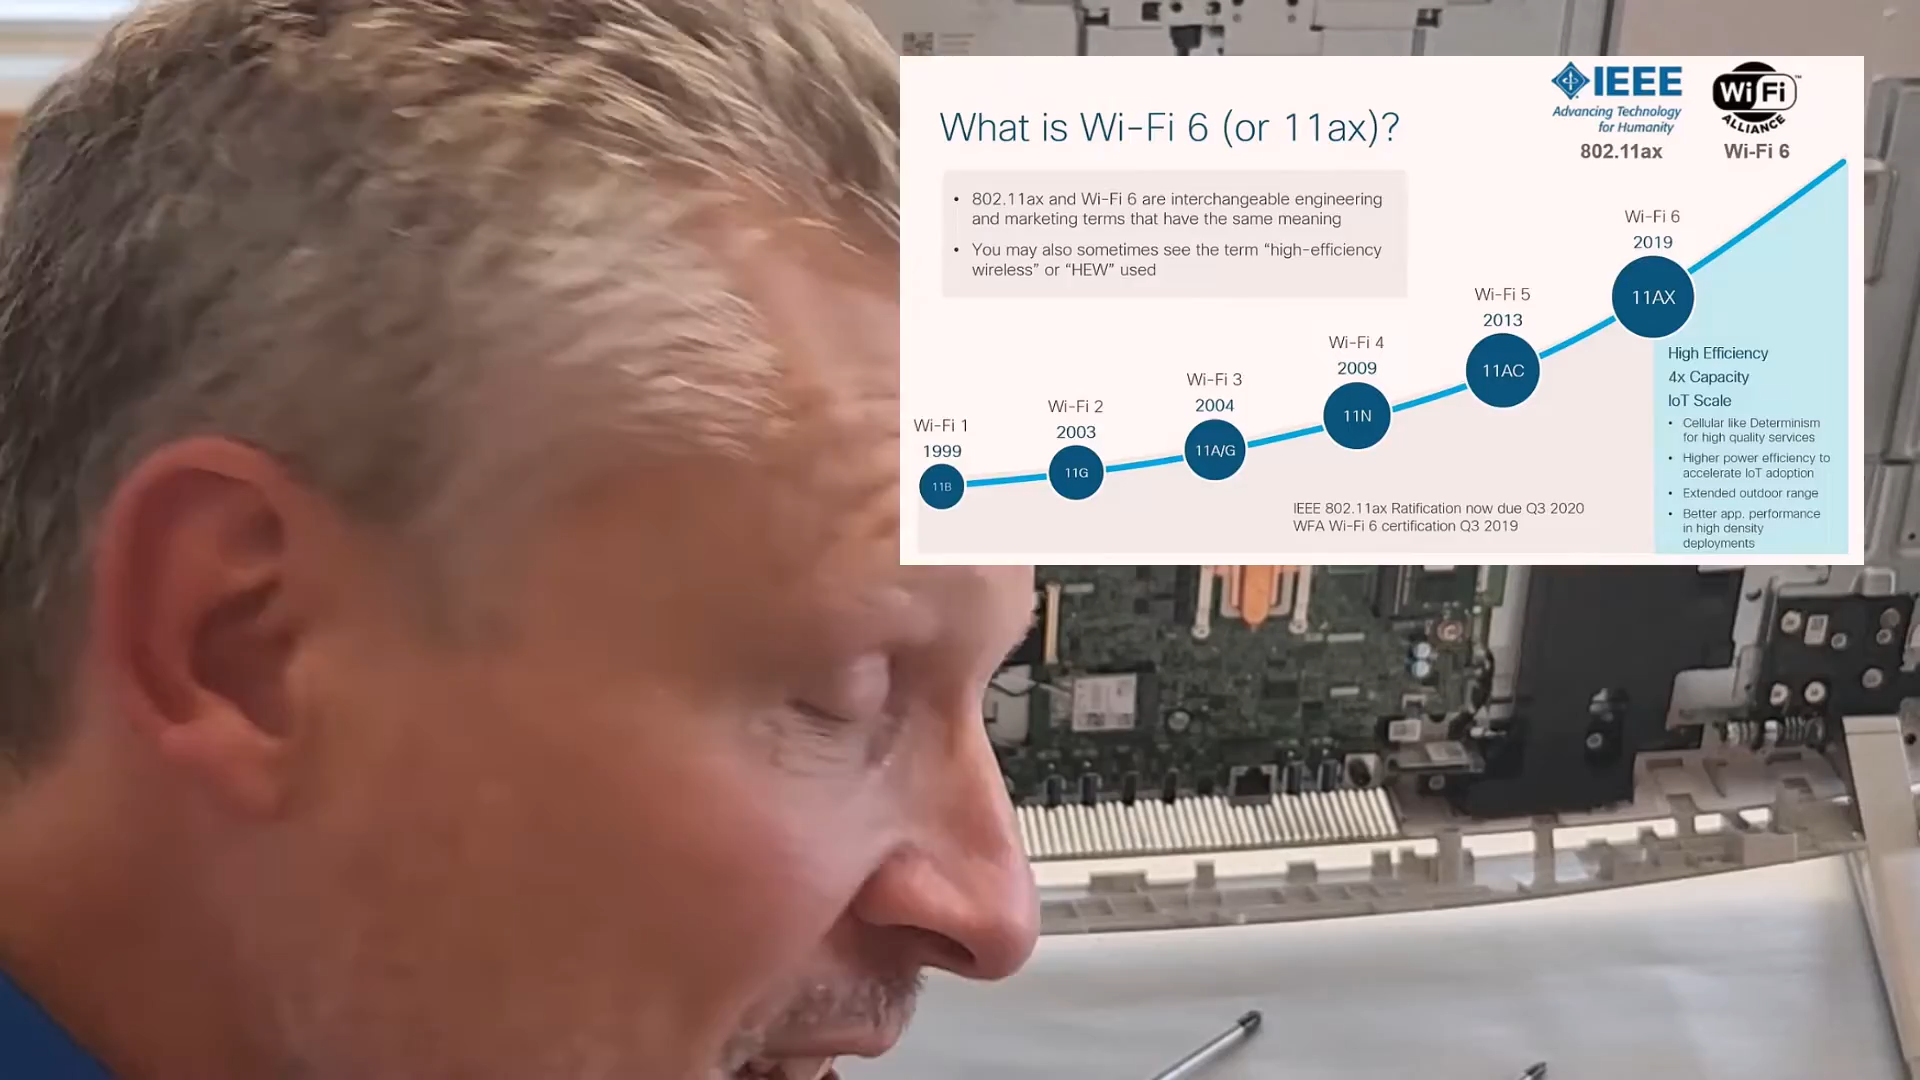 IEEE
Advancing Technology
for Humanity
802.11ax
Wi Fi
ALLIANCE
Wi-Fi 6
What is Wi-Fi 6 (or 11ax)?
• 802.11ax and Wi-Fi 6 are interchangeable engineering
and marketing terms that have the same meaning
• You may also sometimes see the term “high-efficiency
wireless” or “HEW” used
Wi-Fi 1
1999
11B
Wi-Fi 2
2003
11G
Wi-Fi 3
2004
11A/G
Wi-Fi 4
2009
11N
Wi-Fi 5
2013
11AC
Wi-Fi 6
2019
11AX
High Efficiency
4x Capacity
IoT Scale
• Cellular like Determinism
for high quality services
• Higher power efficiency to
accelerate IoT adoption
• Extended outdoor range
• Better app. performance
in high density
deployments
IEEE 802.11ax Ratification now due Q3 2020
WFA Wi-Fi 6 certification Q3 2019